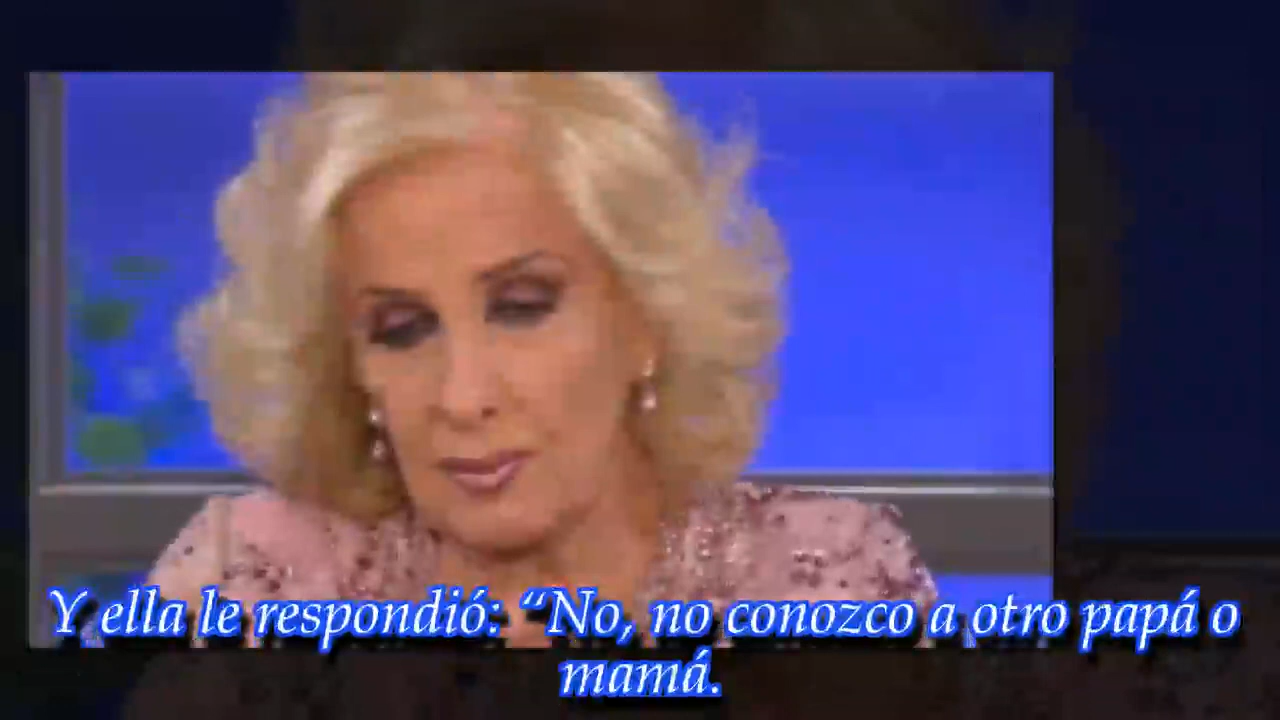 Y ella le respondió: “No, no conozco a otro papá o
mamá.